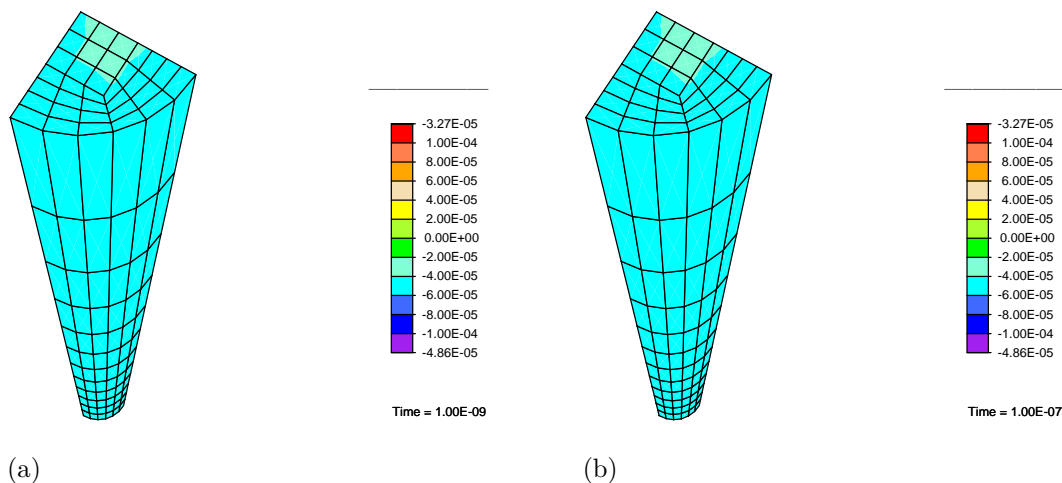 -3.27E-05
1.00E-04
8.00E-05
6.00E-05
4.00E-05
2.00E-05
0.00E+00
-2.00E-05
-4.00E-05
-6.00E-05
-8.00E-05
-1.00E-04
-4.86E-05
Time = 1.00E-09
(a)
-3.27E-05
1.00E-04
8.00E-05
6.00E-05
4.00E-05
2.00E-05
0.00E+00
-2.00E-05
-4.00E-05
-6.00E-05
-8.00E-05
-1.00E-04
-4.86E-05
Time = 1.00E-07
(b)